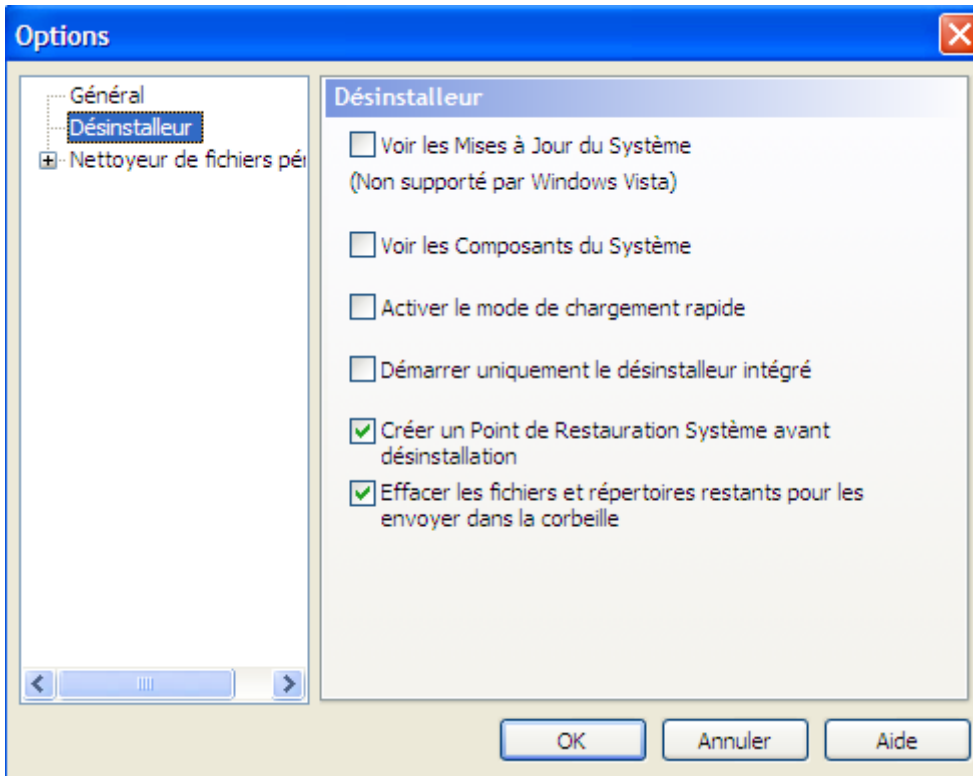 Options
Général
Désinstalleur
Nettoyeur de fichiers pé
Désinstalleur
Voir les Mises à Jour du Système
(Non supporté par Windows Vista)
Voir les Composants du Système
Activer le mode de chargement rapide
Démarrer uniquement le désinstalleur intégré
Créer un Point de Restauration Système avant
désinstallation
Effacer les fichiers et répertoires restants pour les
envoyer dans la corbeille
OK
Annuler
Aide